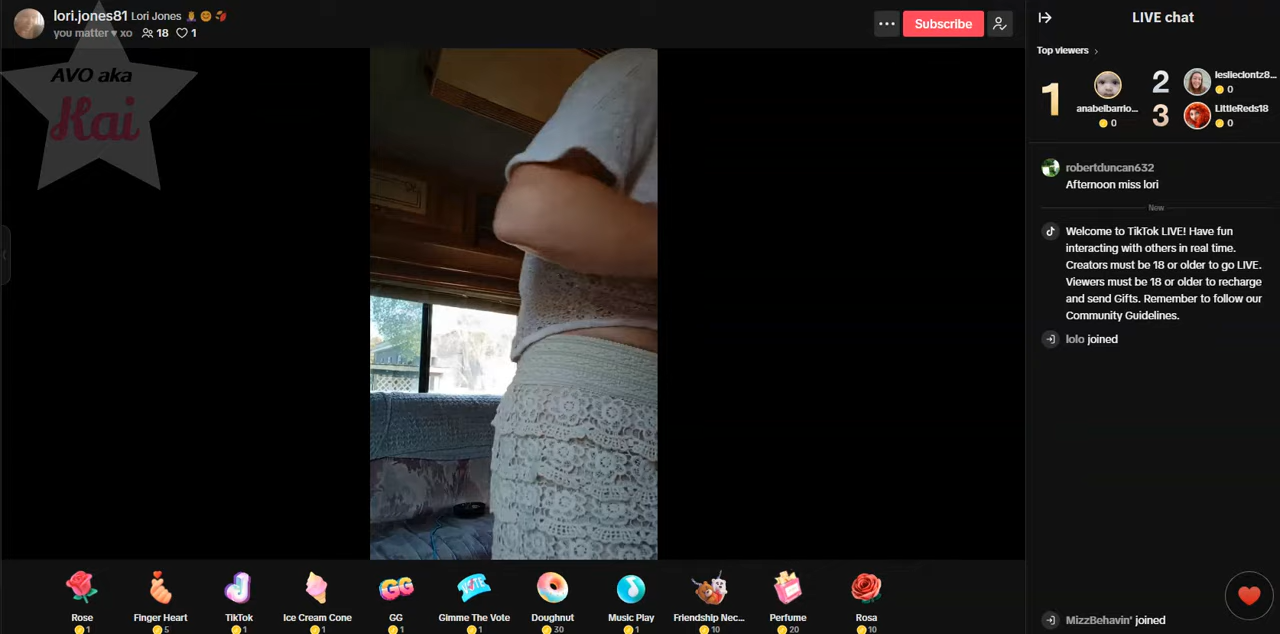 lori.jones81 Lori Jones
you matter ♥ xo 18 1
AVO aka
Kai
Subscribe
LIVE chat
Top viewers >
1
anabelbarrio...
0
2
leslieclontz8...
0
3
LittleReds18
0
robertduncan632
Afternoon miss lori
New
Welcome to TikTok LIVE! Have fun
interacting with others in real time.
Creators must be 18 or older to go LIVE.
Viewers must be 18 or older to recharge
and send Gifts. Remember to follow our
Community Guidelines.
lolo joined
MizzBehavin' joined
GG
VOTE
Rose Finger Heart TikTok Ice Cream Cone GG Gimme The Vote Doughnut Music Play Friendship Nec... Perfume Rosa
1 5 1 1 1 1 30 1 10 20 10